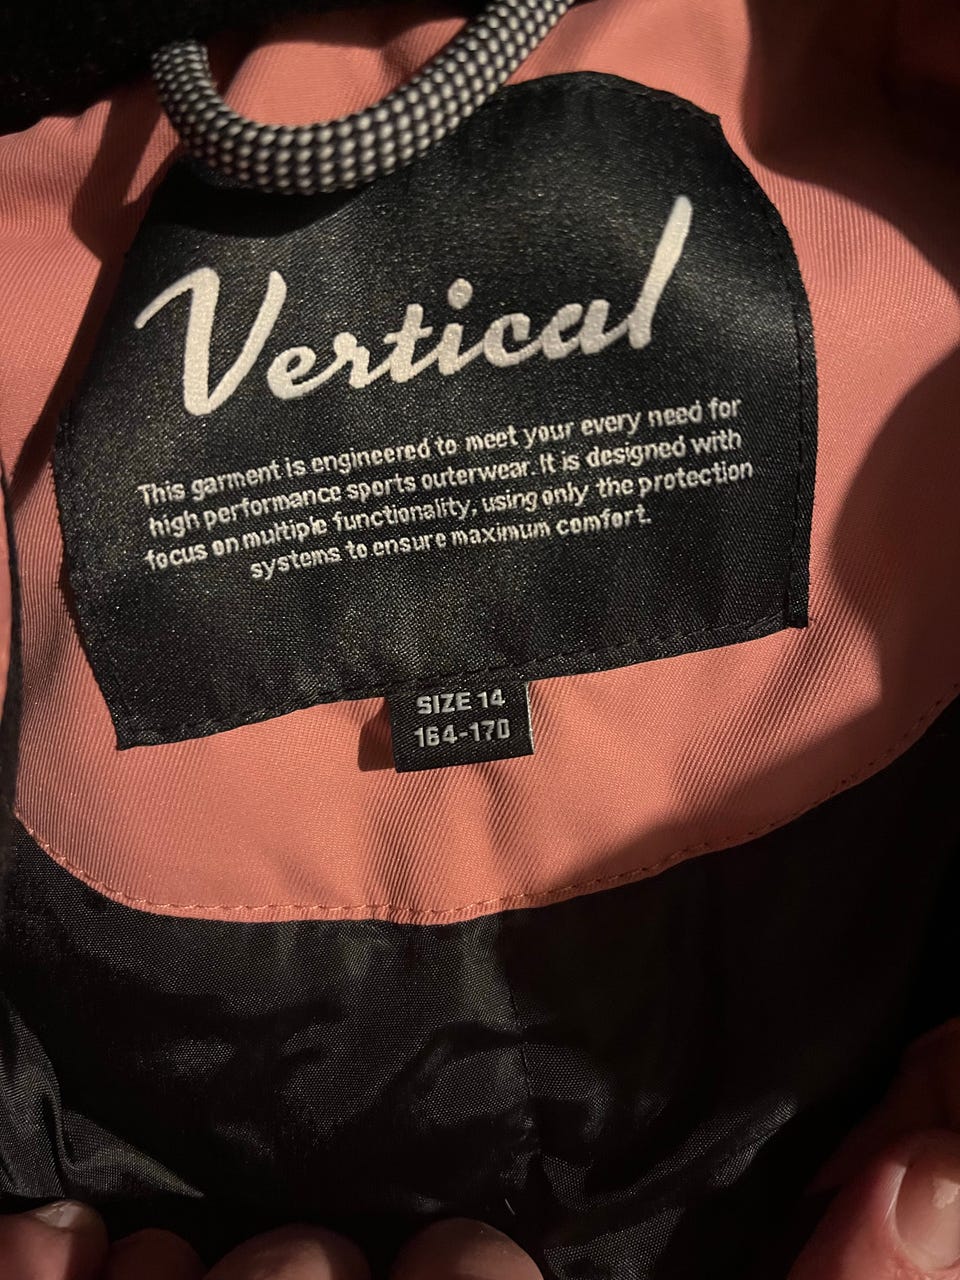 Vertical
This garment is engineered to meet your every need for
high performance sports outerwear. It is designed with
focus on multiple functionality, using only the protection
systems to ensure maximum comfort.
SIZE 14
164-170